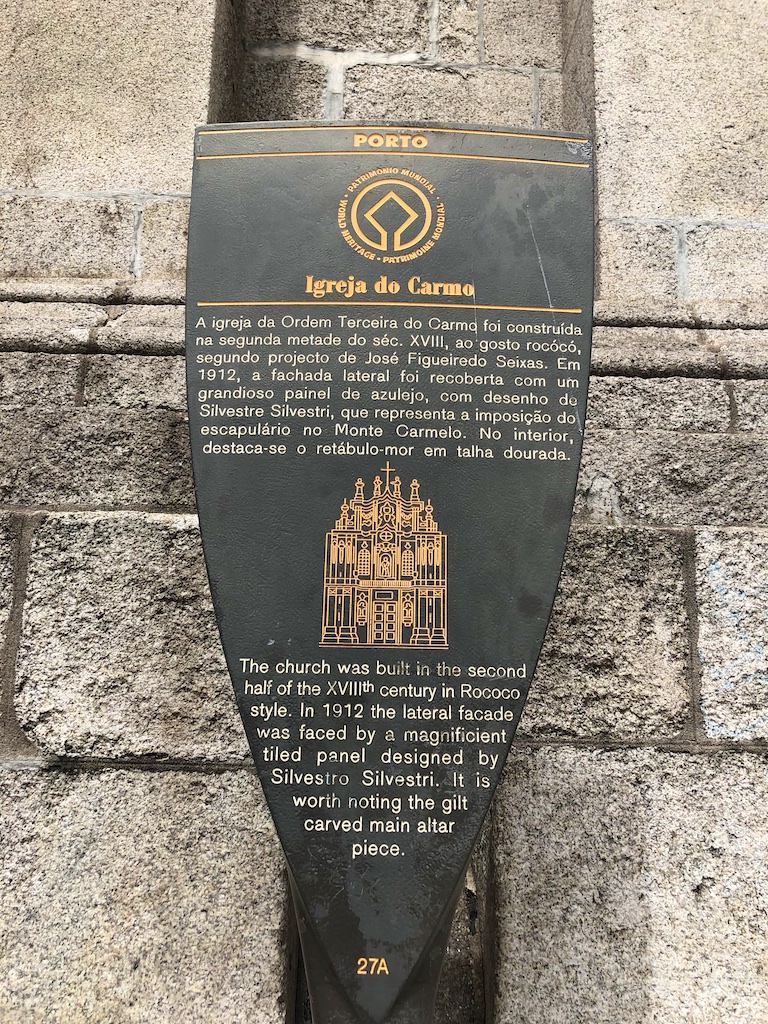 PORTO
PATRIMONIO MUNDIAL · WORLD HERITAGE · PATRIMOINE MONDIAL ·
Igreja do Carmo
A igreja da Ordem Terceira do Carmo foi construída
na segunda metade do séc. XVIII, ao gosto rococó,
segundo projecto de José Figueiredo Seixas. Em
1912, a fachada lateral foi recoberta com um
grandioso painel de azulejo, com desenho de
Silvestre Silvestri, que representa a imposição do
escapulário no Monte Carmelo. No interior,
destaca-se o retábulo-mor em talha dourada.
The church was built in the second
half of the XVIIIth century in Rococo
style. In 1912 the lateral facade
was faced by a magnificient
tiled panel designed by
Silvestro Silvestri. It is
worth noting the gilt
carved main altar
piece.
27A